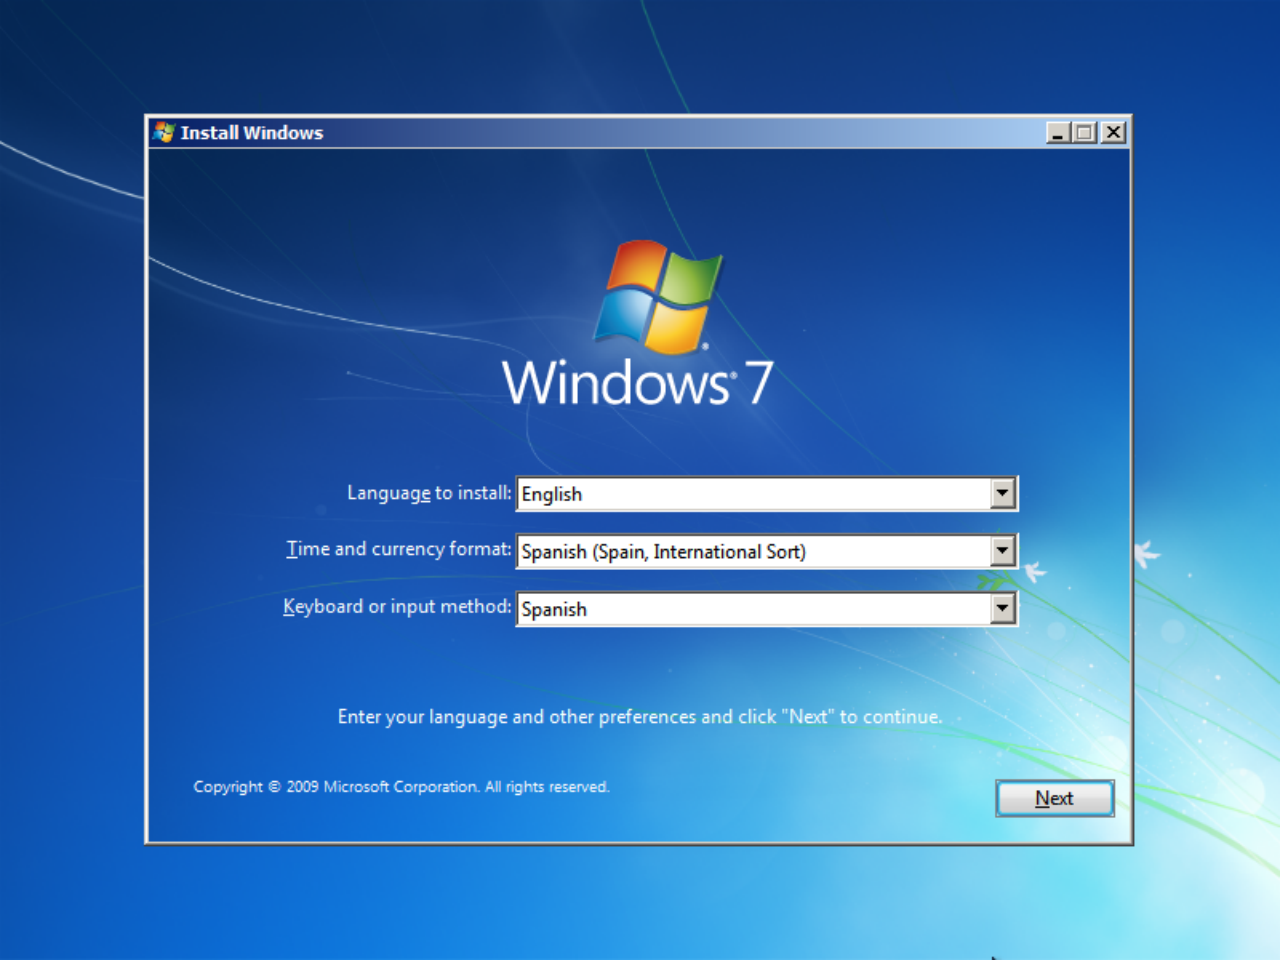 Install Windows
Windows® 7
Language to install: English
Time and currency format: Spanish (Spain, International Sort)
Keyboard or input method: Spanish
Enter your language and other preferences and click "Next" to continue.
Copyright © 2009 Microsoft Corporation. All rights reserved.
Next